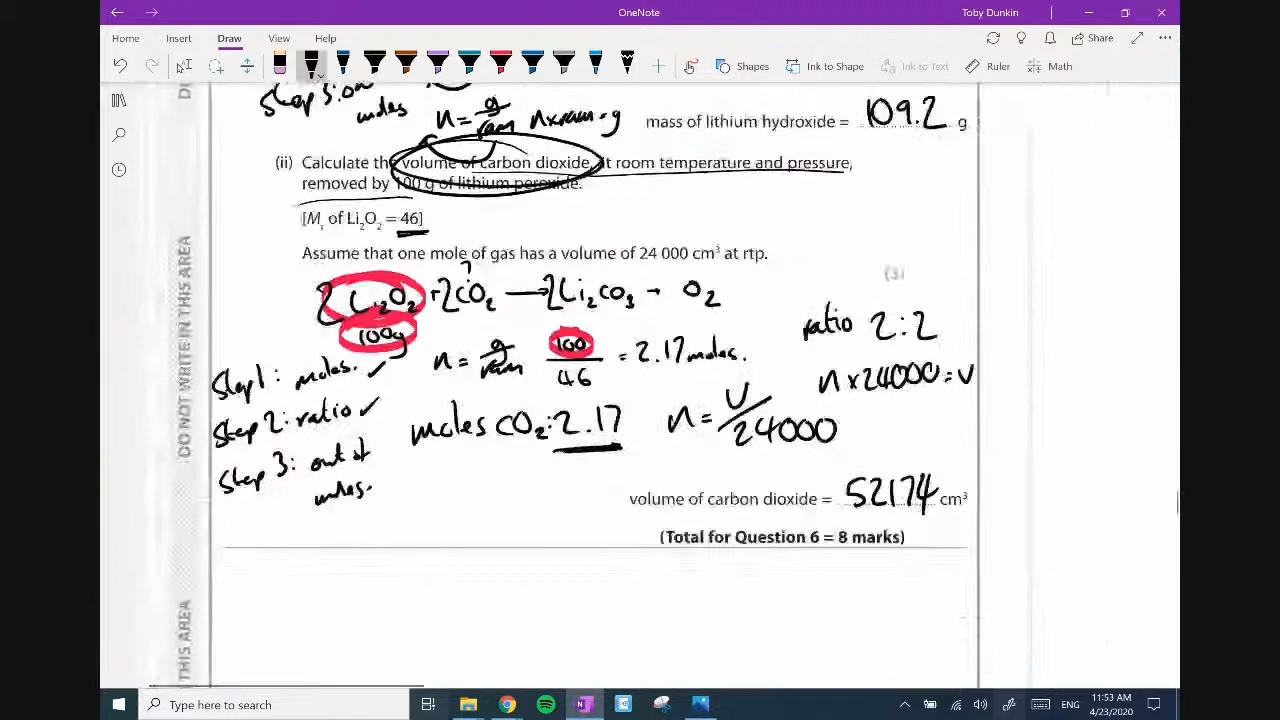 OneNote
Toby Dunkin
Home Insert Draw View Help
Share
Shapes Ink to Shape Ink to Text Ruler Math
Step 3: out
moles
n = g/ram n x ram = g
mass of lithium hydroxide = 109.2 g
(ii) Calculate the volume of carbon dioxide, at room temperature and pressure,
removed by 100 g of lithium peroxide.
[Mr of Li2O2 = 46]
Assume that one mole of gas has a volume of 24 000 cm³ at rtp.
(3)
?
2 Li2O2 + 2CO2 → 2Li2CO3 + O2
100g
ratio 2:2
Step 1: moles. ✓
n = g/ram 100/46 = 2.17 moles.
n x 24000 = V
Step 2: ratio ✓
moles CO2: 2.17 n = V/24000
Step 3: out of
moles.
volume of carbon dioxide = 52174 cm³
(Total for Question 6 = 8 marks)
DO NOT WRITE IN THIS AREA
THIS AREA
Type here to search
ENG
11:53 AM
4/23/2020